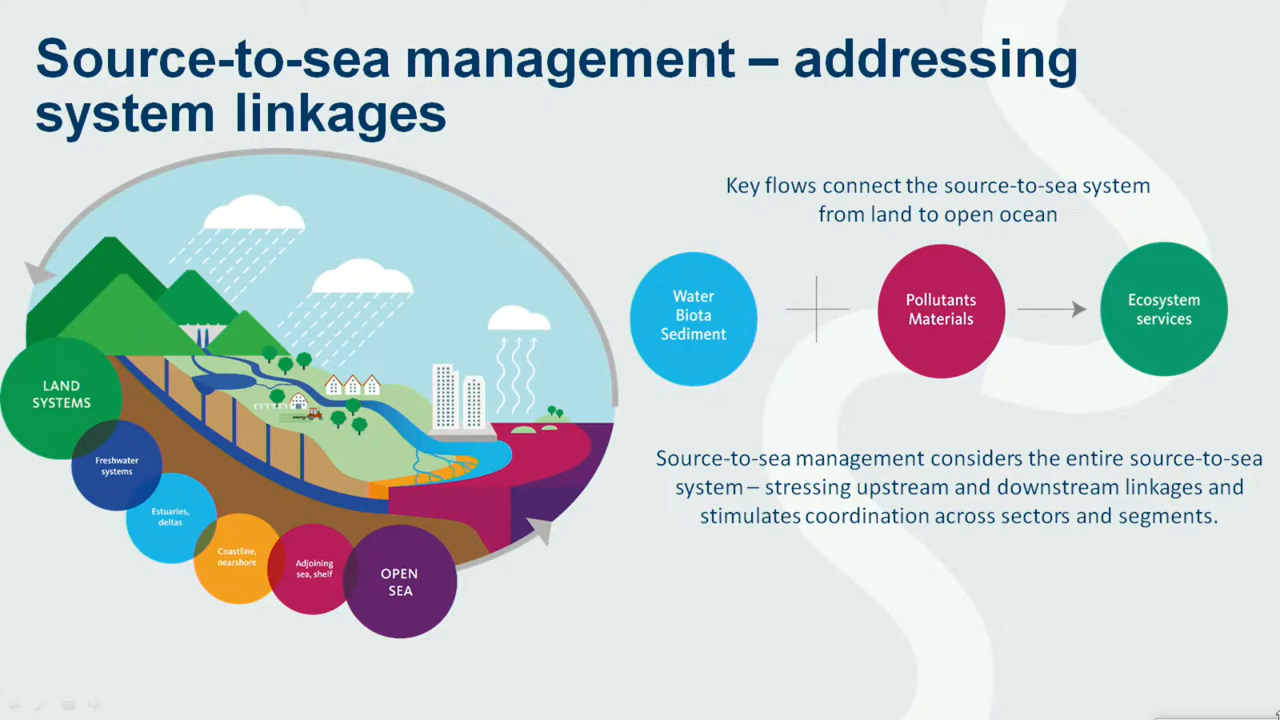 Source-to-sea management – addressing
system linkages
Key flows connect the source-to-sea system
from land to open ocean
Water
Biota
Sediment
Pollutants
Materials
Ecosystem
services
LAND
SYSTEMS
Freshwater
systems
Estuaries,
deltas
Coastline,
nearshore
Adjoining
sea, shelf
OPEN
SEA
Source-to-sea management considers the entire source-to-sea
system – stressing upstream and downstream linkages and
stimulates coordination across sectors and segments.